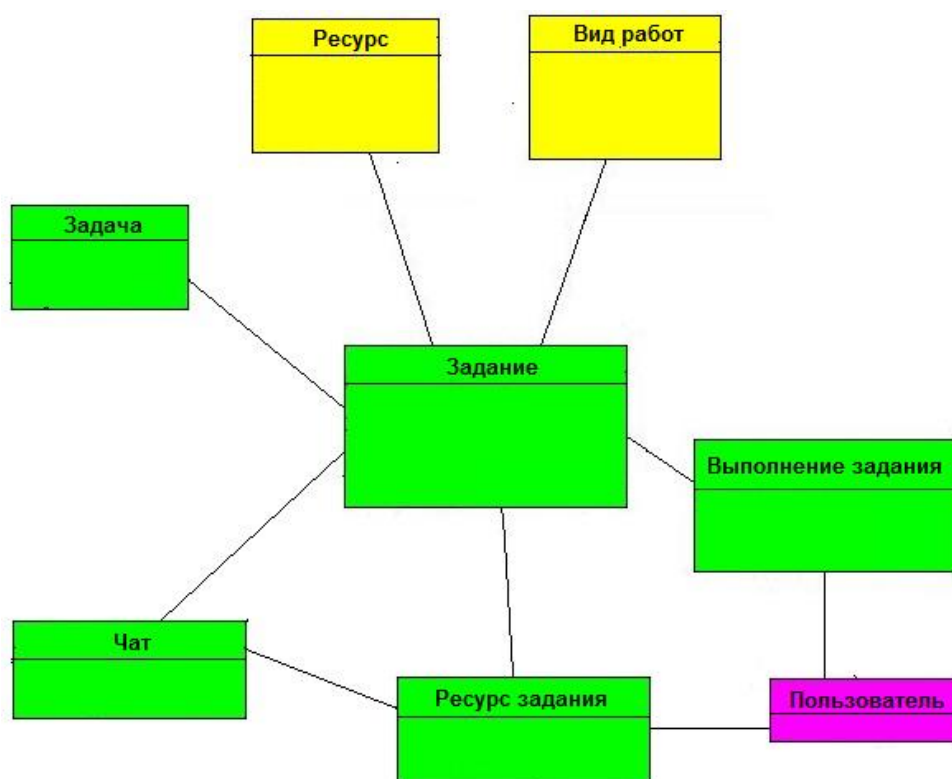 Ресурс
Вид работ
Задача
Задание
Выполнение задания
Чат
Ресурс задания
Пользователь